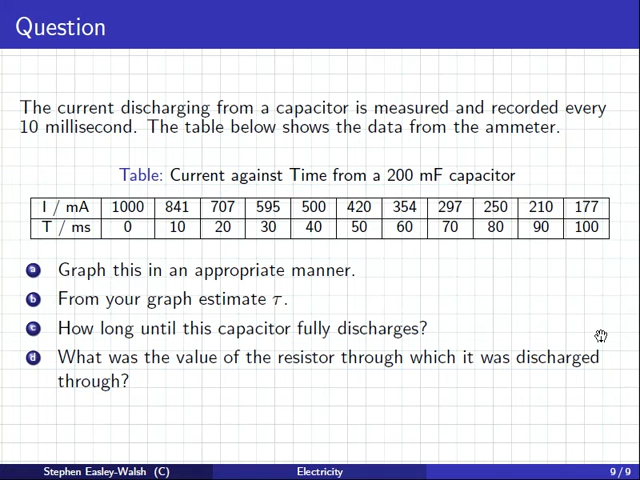 Question
The current discharging from a capacitor is measured and recorded every
10 millisecond. The table below shows the data from the ammeter.
Table: Current against Time from a 200 mF capacitor
I / mA 1000 841 707 595 500 420 354 297 250 210 177
T / ms 0 10 20 30 40 50 60 70 80 90 100
a Graph this in an appropriate manner.
b From your graph estimate τ.
c How long until this capacitor fully discharges?
d What was the value of the resistor through which it was discharged
through?
Stephen Easley-Walsh (C) Electricity 9 / 9